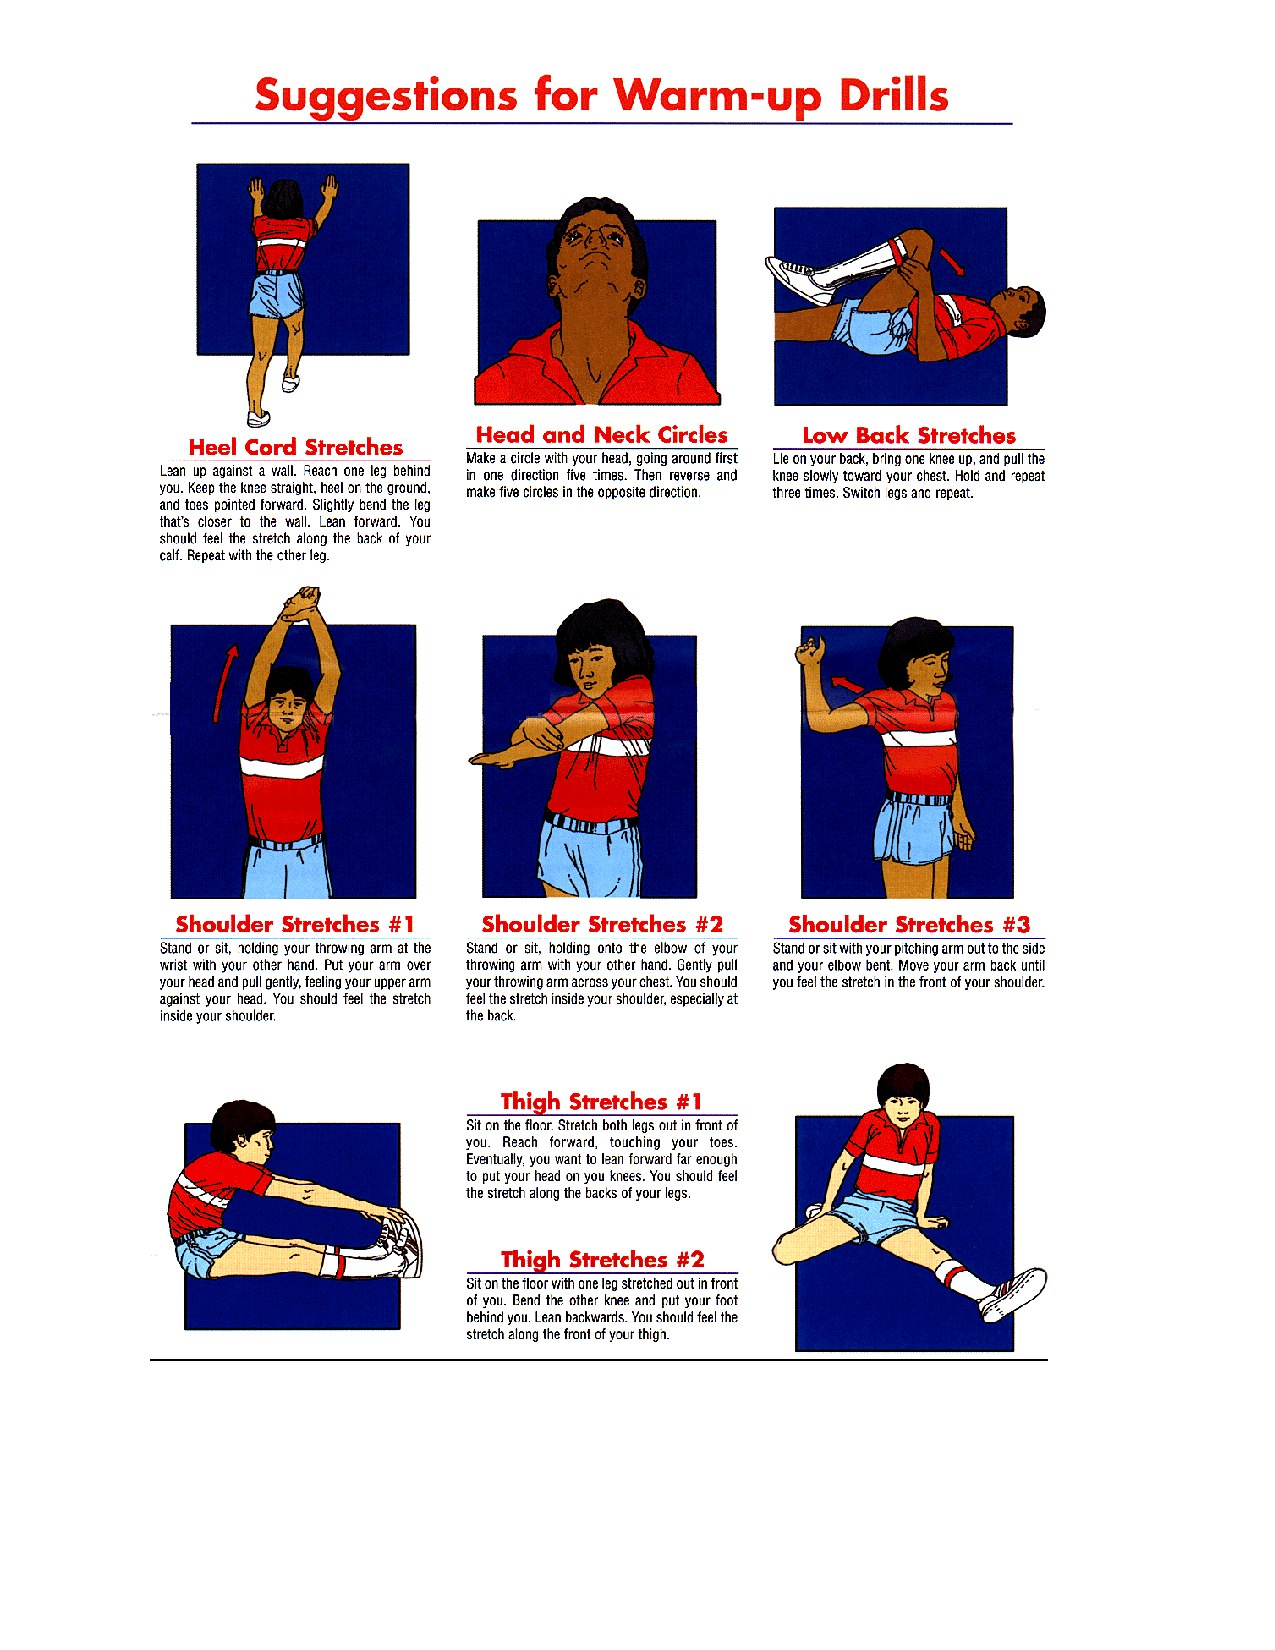 Suggestions for Warm-up Drills
Heel Cord Stretches
Lean up against a wall. Reach one leg behind
you. Keep the knee straight, heel on the ground,
and toes pointed forward. Slightly bend the leg
that's closer to the wall. Lean forward. You
should feel the stretch along the back of your
calf. Repeat with the other leg.
Head and Neck Circles
Make a circle with your head, going around first
in one direction five times. Then reverse and
make five circles in the opposite direction.
Low Back Stretches
Lie on your back, bring one knee up, and pull the
knee slowly toward your chest. Hold and repeat
three times. Switch legs and repeat.
Shoulder Stretches #1
Stand or sit, holding your throwing arm at the
wrist with your other hand. Put your arm over
your head and pull gently, feeling your upper arm
against your head. You should feel the stretch
inside your shoulder.
Shoulder Stretches #2
Stand or sit, holding onto the elbow of your
throwing arm with your other hand. Gently pull
your throwing arm across your chest. You should
feel the stretch inside your shoulder, especially at
the back.
Shoulder Stretches #3
Stand or sit with your pitching arm out to the side
and your elbow bent. Move your arm back until
you feel the stretch in the front of your shoulder.
Thigh Stretches #1
Sit on the floor. Stretch both legs out in front of
you. Reach forward, touching your toes.
Eventually, you want to lean forward far enough
to put your head on you knees. You should feel
the stretch along the backs of your legs.
Thigh Stretches #2
Sit on the floor with one leg stretched out in front
of you. Bend the other knee and put your foot
behind you. Lean backwards. You should feel the
stretch along the front of your thigh.